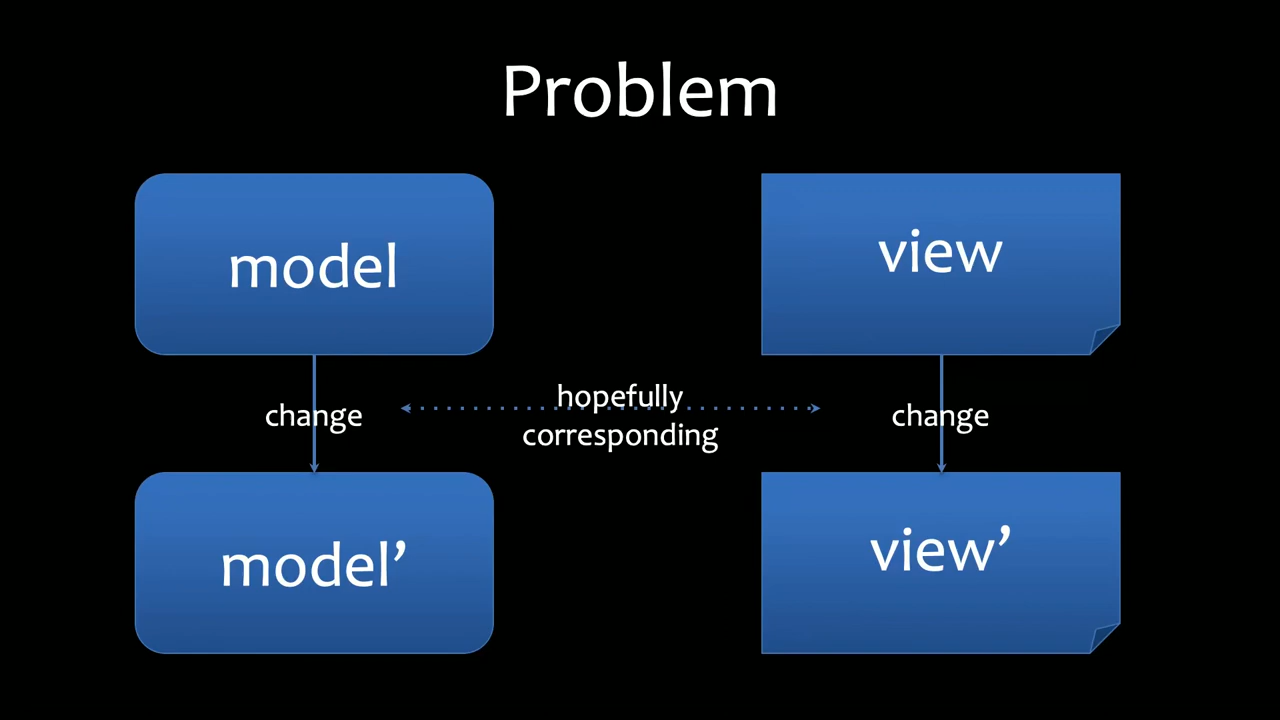 Problem
model
view
change
hopefully
corresponding
change
model’
view’